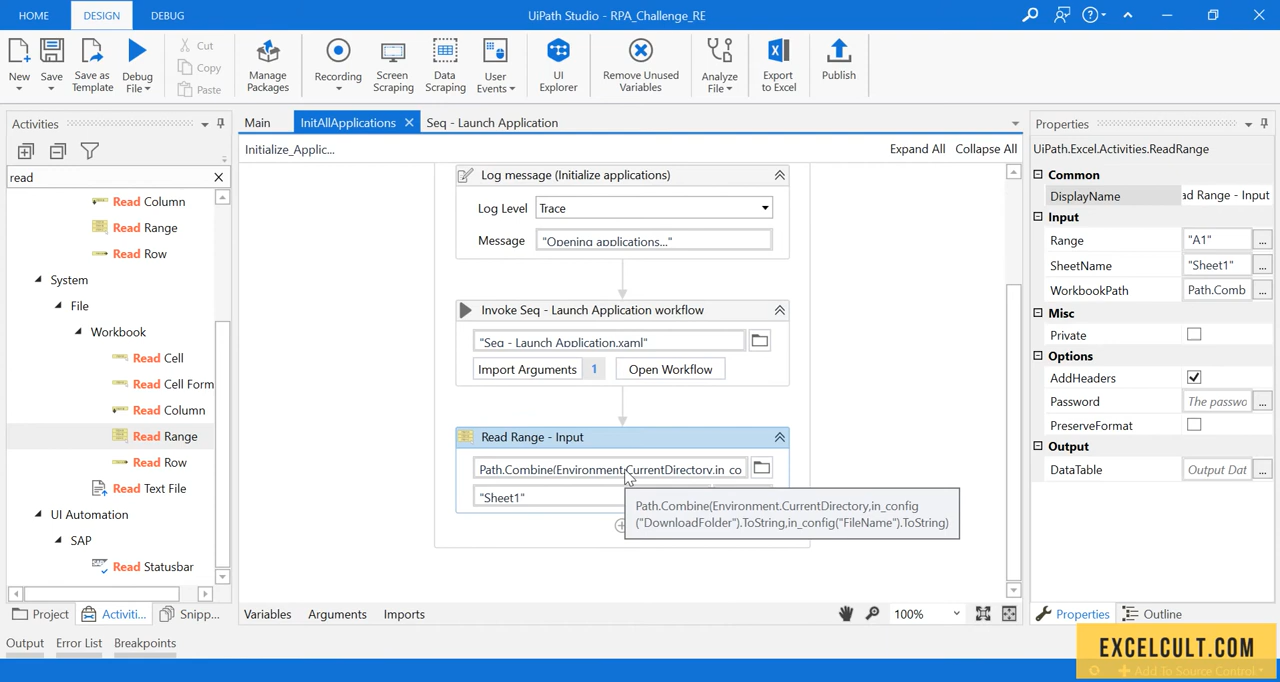 HOME DESIGN DEBUG UiPath Studio - RPA_Challenge_RE
New Save Save as Template Debug File Cut Copy Paste Manage Packages Recording Screen Scraping Data Scraping User Events UI Explorer Remove Unused Variables Analyze File Export to Excel Publish
Activities
read
Read Column
Read Range
Read Row
System
File
Workbook
Read Cell
Read Cell Form
Read Column
Read Range
Read Row
Read Text File
UI Automation
SAP
Read Statusbar
Project Activiti... Snipp...
Main InitAllApplications Seq - Launch Application
Initialize_Applic... Expand All Collapse All
Log message (Initialize applications)
Log Level Trace
Message "Opening applications..."
Invoke Seq - Launch Application workflow
"Seq - Launch Application.xaml"
Import Arguments 1 Open Workflow
Read Range - Input
Path.Combine(Environment.CurrentDirectory,in_co
"Sheet1"
Path.Combine(Environment.CurrentDirectory,in_config
("DownloadFolder").ToString,in_config("FileName").ToString)
Variables Arguments Imports 100%
Properties
UiPath.Excel.Activities.ReadRange
Common
DisplayName ad Range - Input
Input
Range "A1" ...
SheetName "Sheet1" ...
WorkbookPath Path.Comb ...
Misc
Private
Options
AddHeaders
Password The passwo ...
PreserveFormat
Output
DataTable Output Dat ...
Properties Outline
Output Error List Breakpoints
EXCELCULT.COM
Add To Source Control